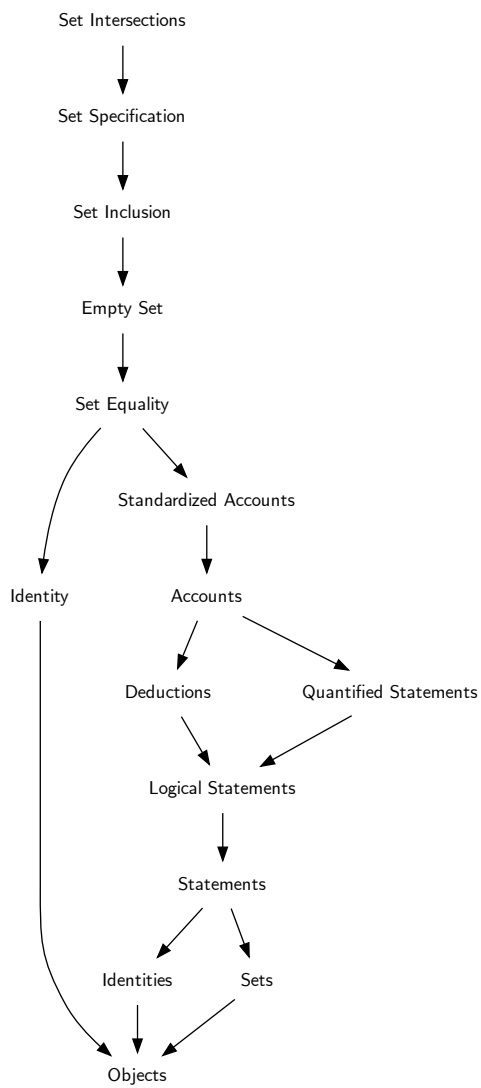 Set Intersections
Set Specification
Set Inclusion
Empty Set
Set Equality
Standardized Accounts
Identity
Accounts
Deductions
Quantified Statements
Logical Statements
Statements
Identities
Sets
Objects